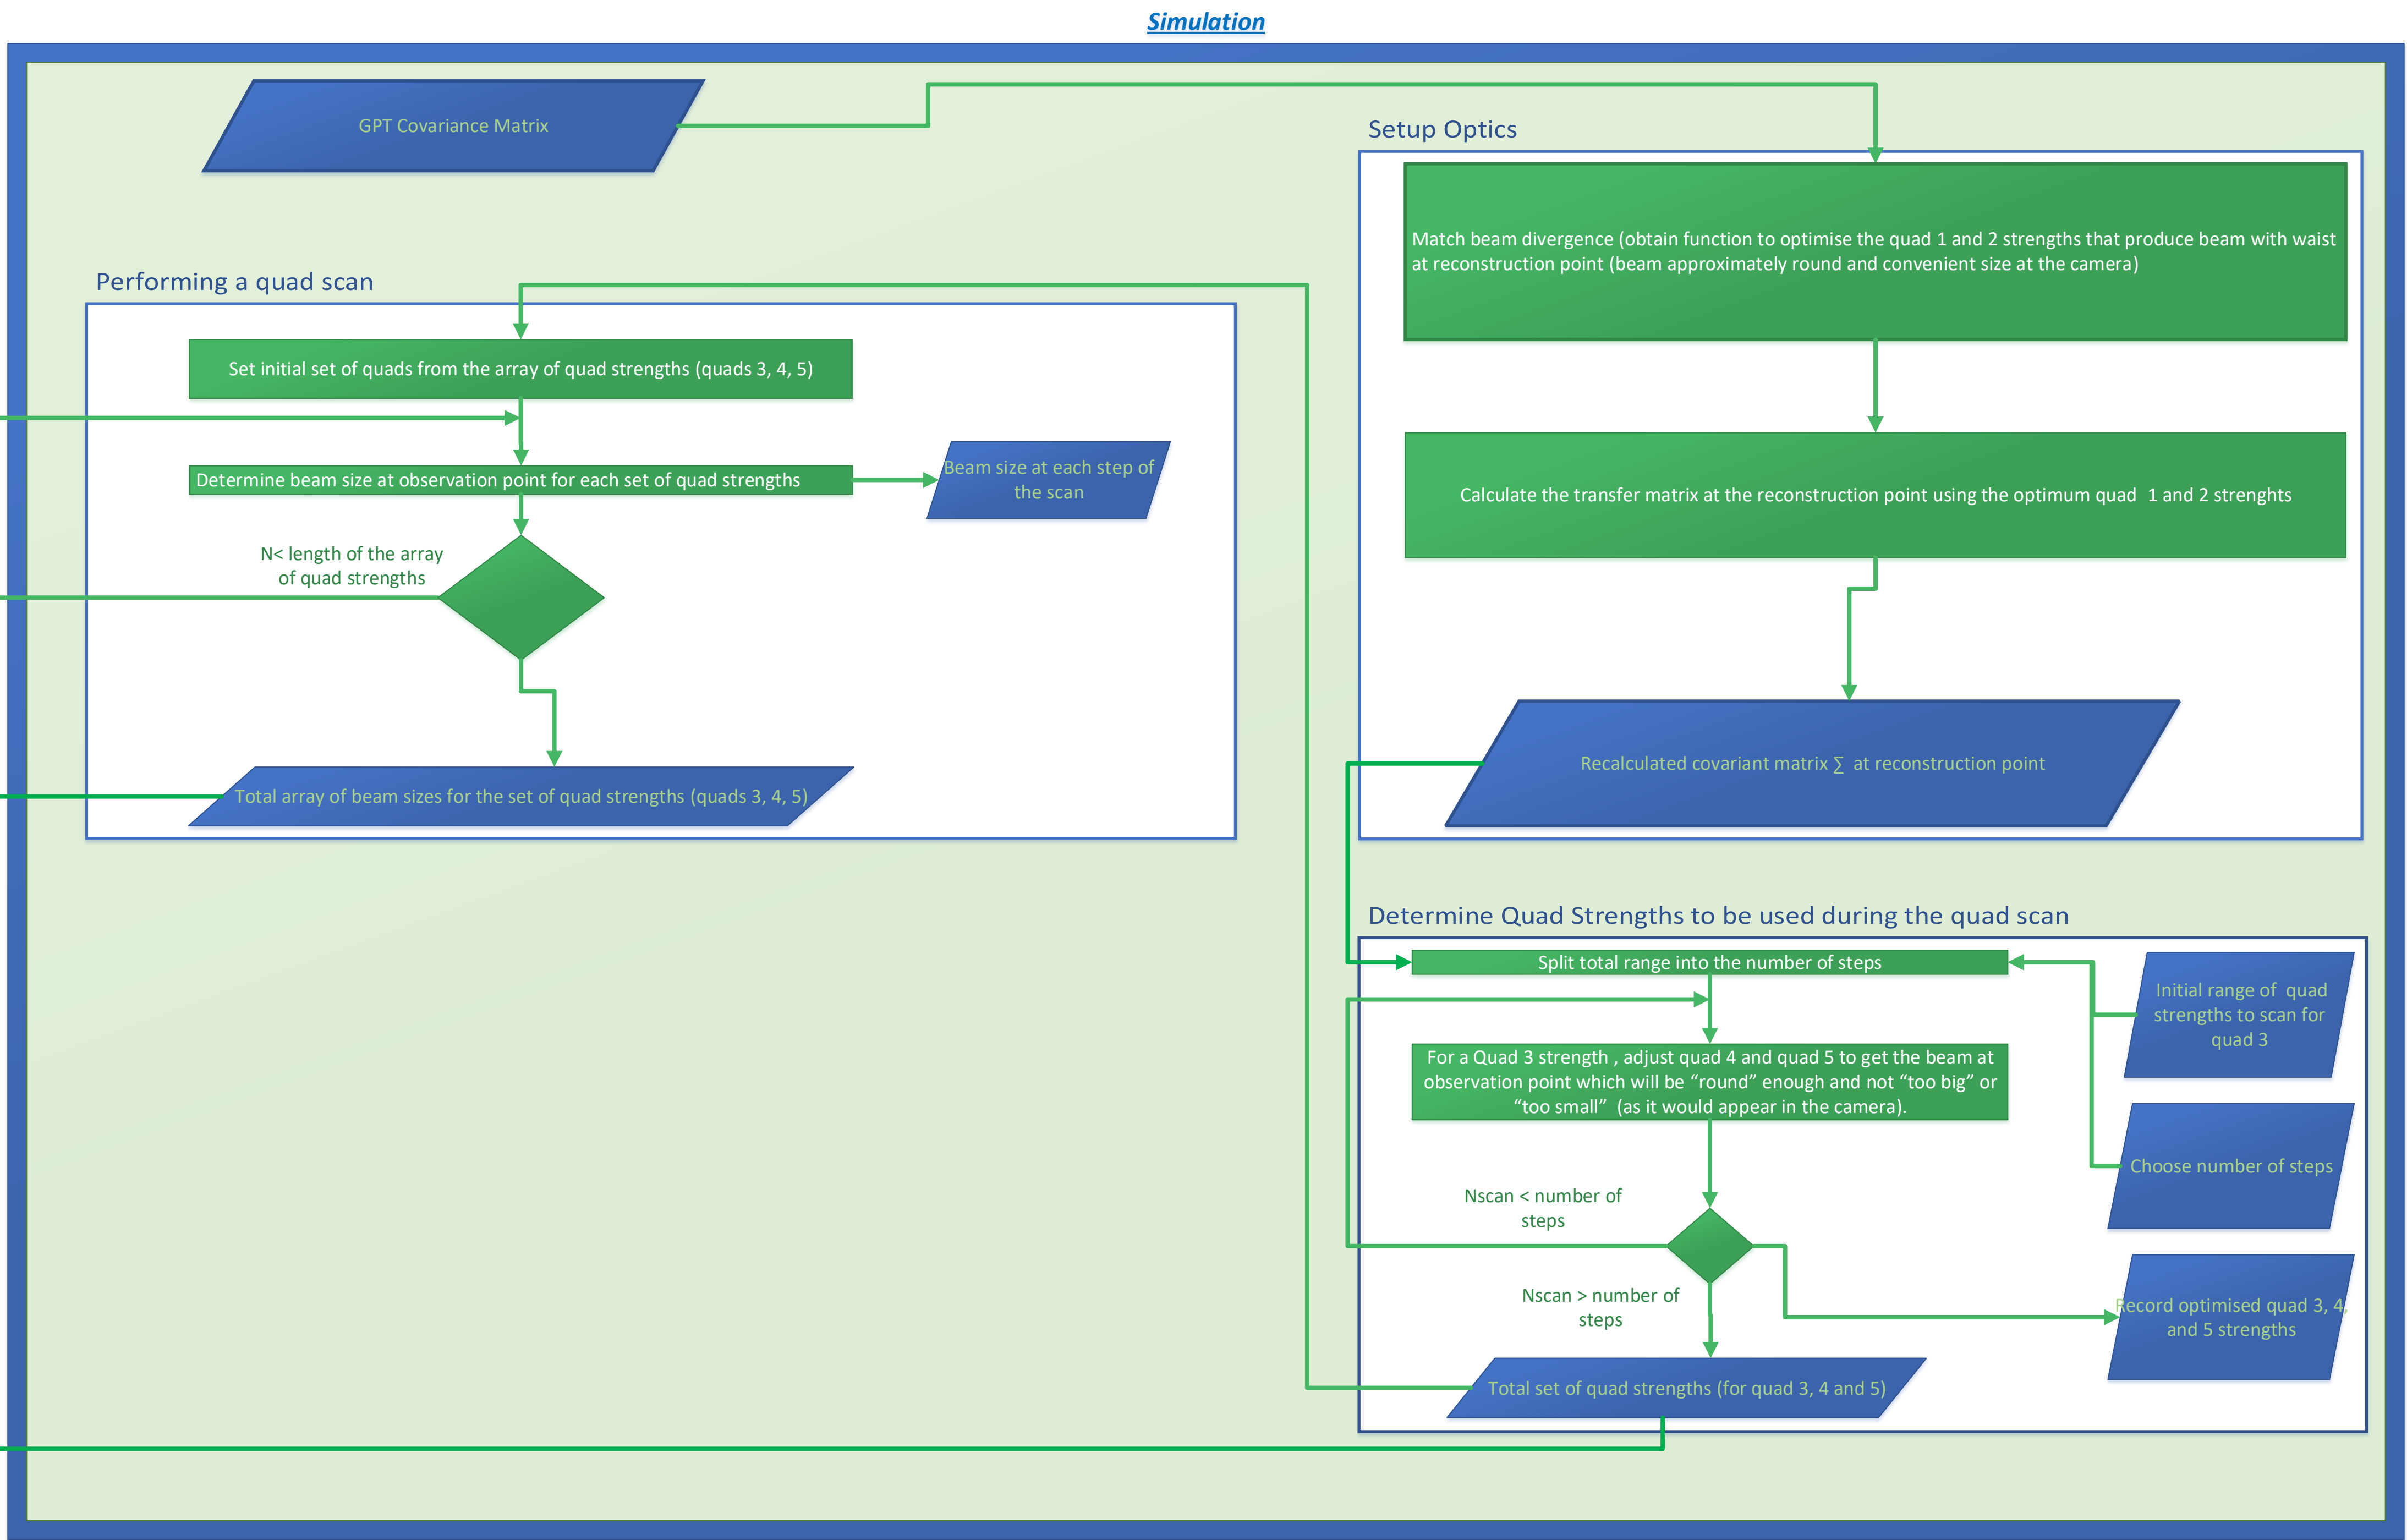 Simulation
GPT Covariance Matrix
Setup Optics
Match beam divergence (obtain function to optimise the quad 1 and 2 strengths that produce beam with waist
at reconstruction point (beam approximately round and convenient size at the camera)
Calculate the transfer matrix at the reconstruction point using the optimum quad 1 and 2 strenghts
Recalculated covariant matrix ∑ at reconstruction point
Performing a quad scan
Set initial set of quads from the array of quad strengths (quads 3, 4, 5)
Determine beam size at observation point for each set of quad strengths
Beam size at each step of
the scan
N< length of the array
of quad strengths
Total array of beam sizes for the set of quad strengths (quads 3, 4, 5)
Determine Quad Strengths to be used during the quad scan
Split total range into the number of steps
Initial range of quad
strengths to scan for
quad 3
For a Quad 3 strength , adjust quad 4 and quad 5 to get the beam at
observation point which will be “round” enough and not “too big” or
“too small” (as it would appear in the camera).
Choose number of steps
Nscan < number of
steps
Nscan > number of
steps
Record optimised quad 3, 4,
and 5 strengths
Total set of quad strengths (for quad 3, 4 and 5)